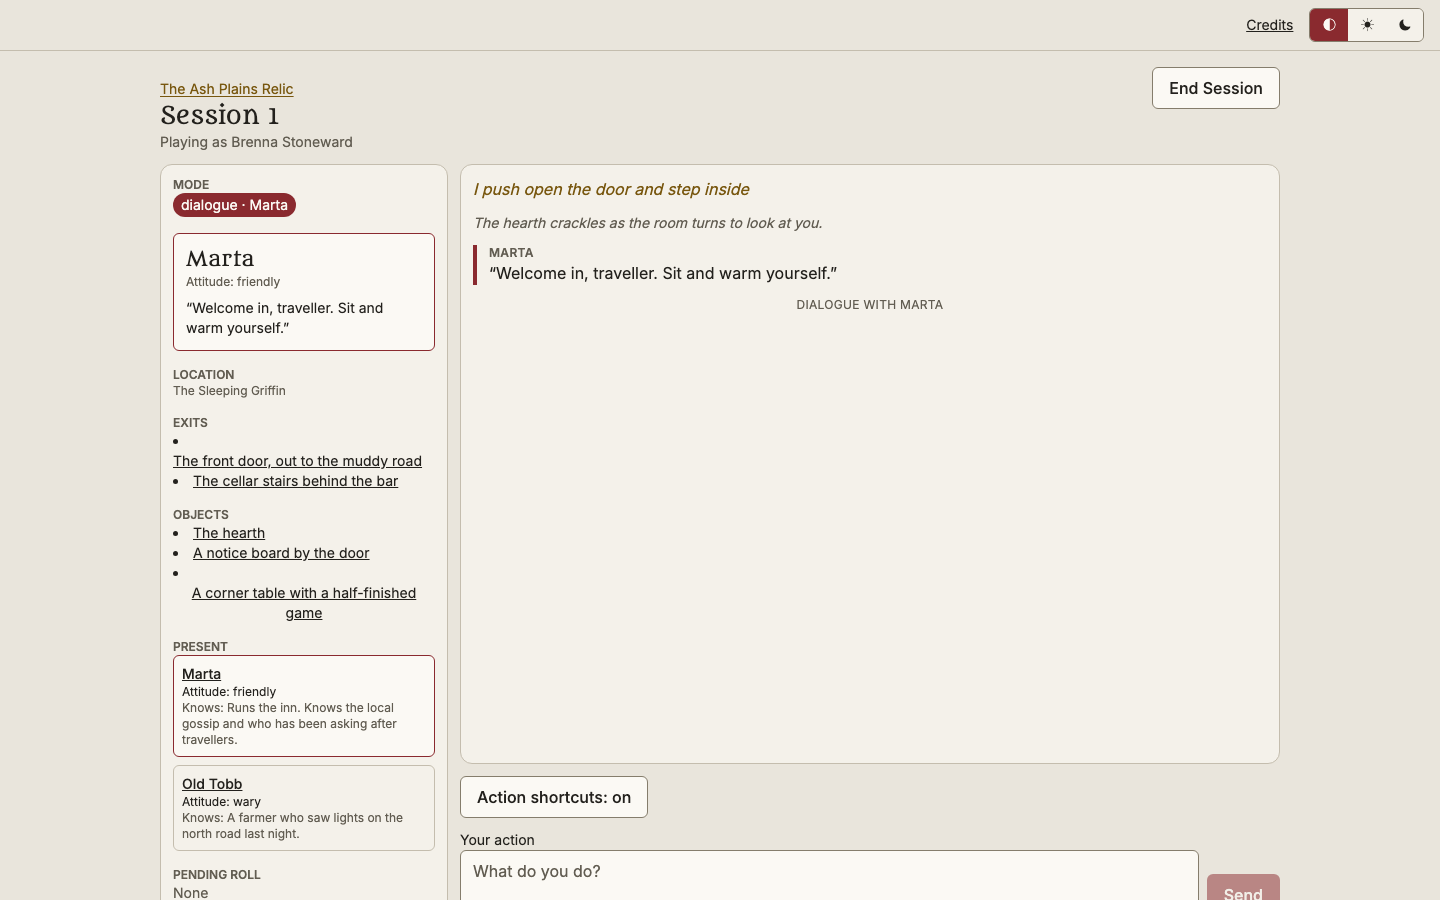 Credits
The Ash Plains Relic
Session 1
Playing as Brenna Stoneward
End Session
MODE
dialogue · Marta
Marta
Attitude: friendly
“Welcome in, traveller. Sit and
warm yourself.”
LOCATION
The Sleeping Griffin
EXITS
The front door, out to the muddy road
The cellar stairs behind the bar
OBJECTS
The hearth
A notice board by the door
A corner table with a half-finished
game
PRESENT
Marta
Attitude: friendly
Knows: Runs the inn. Knows the local
gossip and who has been asking after
travellers.
Old Tobb
Attitude: wary
Knows: A farmer who saw lights on the
north road last night.
PENDING ROLL
None
I push open the door and step inside
The hearth crackles as the room turns to look at you.
MARTA
“Welcome in, traveller. Sit and warm yourself.”
DIALOGUE WITH MARTA
Action shortcuts: on
Your action
What do you do?
Send